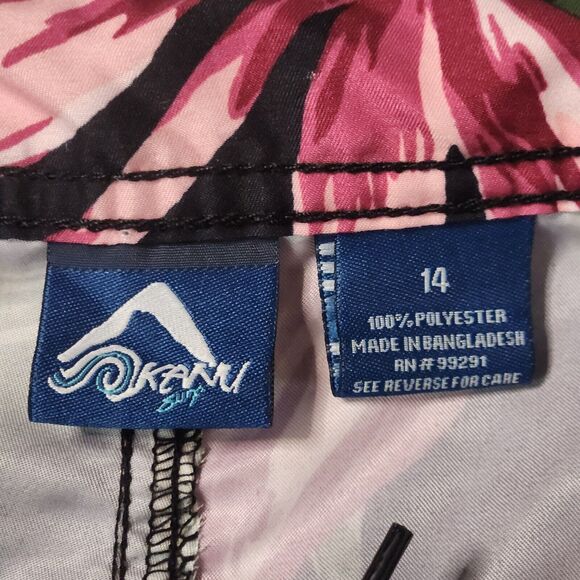 KANU
Surf
14
100% POLYESTER
MADE IN BANGLADESH
RN# 99291
SEE REVERSE FOR CARE